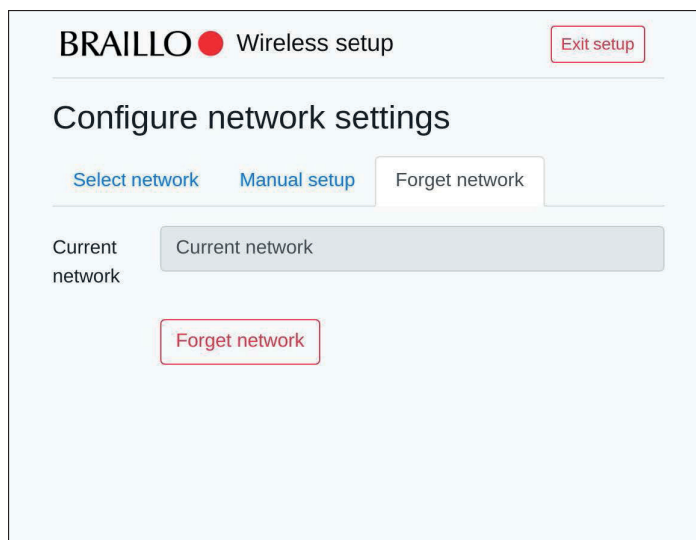 BRAILLO Wireless setup Exit setup
Configure network settings
Select network Manual setup Forget network
Current
network
Current network
Forget network